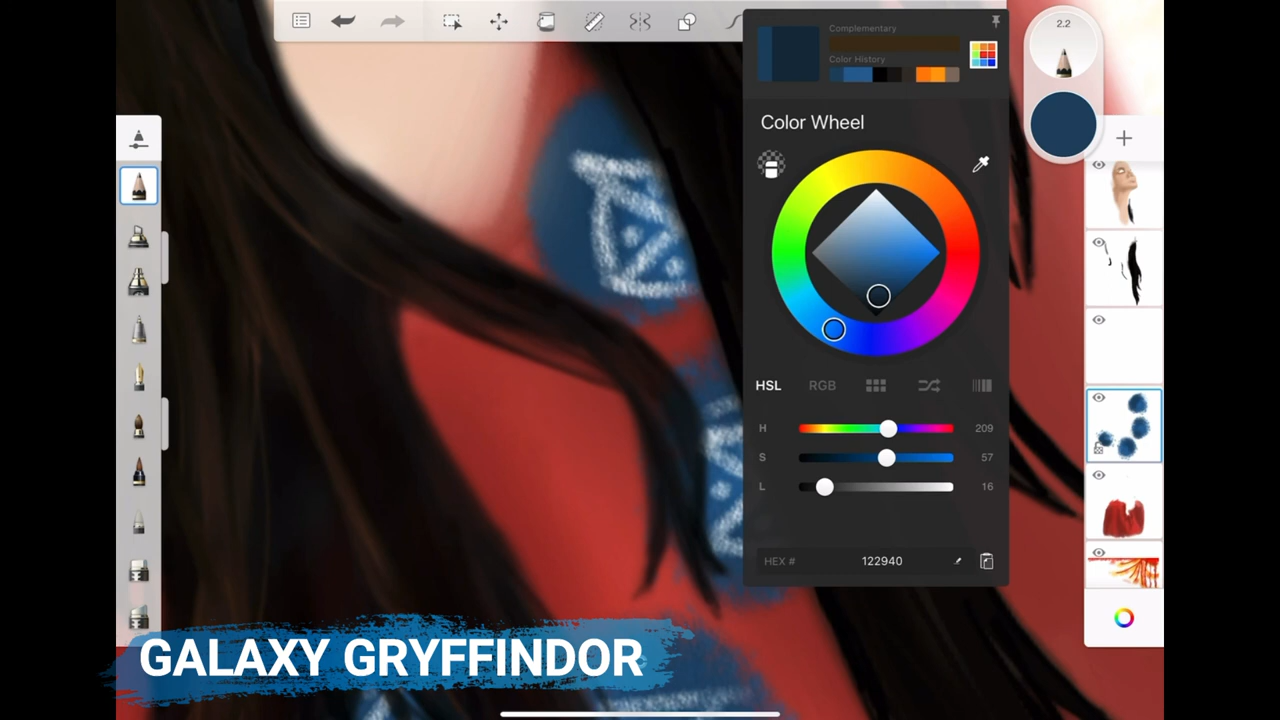 2.2
Complementary
Color History
Color Wheel
HSL RGB
H 209
S 57
L 16
HEX # 122940
GALAXY GRYFFINDOR